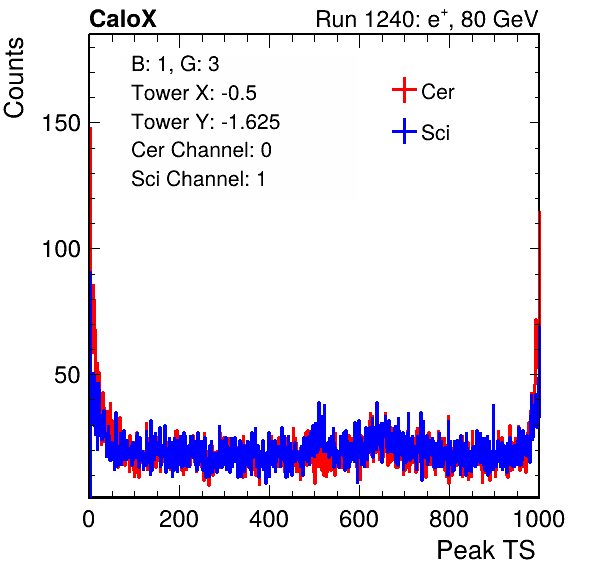 CaloX Run 1240: e⁺, 80 GeV
Counts
B: 1, G: 3
Tower X: -0.5
Tower Y: -1.625
Cer Channel: 0
Sci Channel: 1
Cer
Sci
150
100
50
0 200 400 600 800 1000
Peak TS